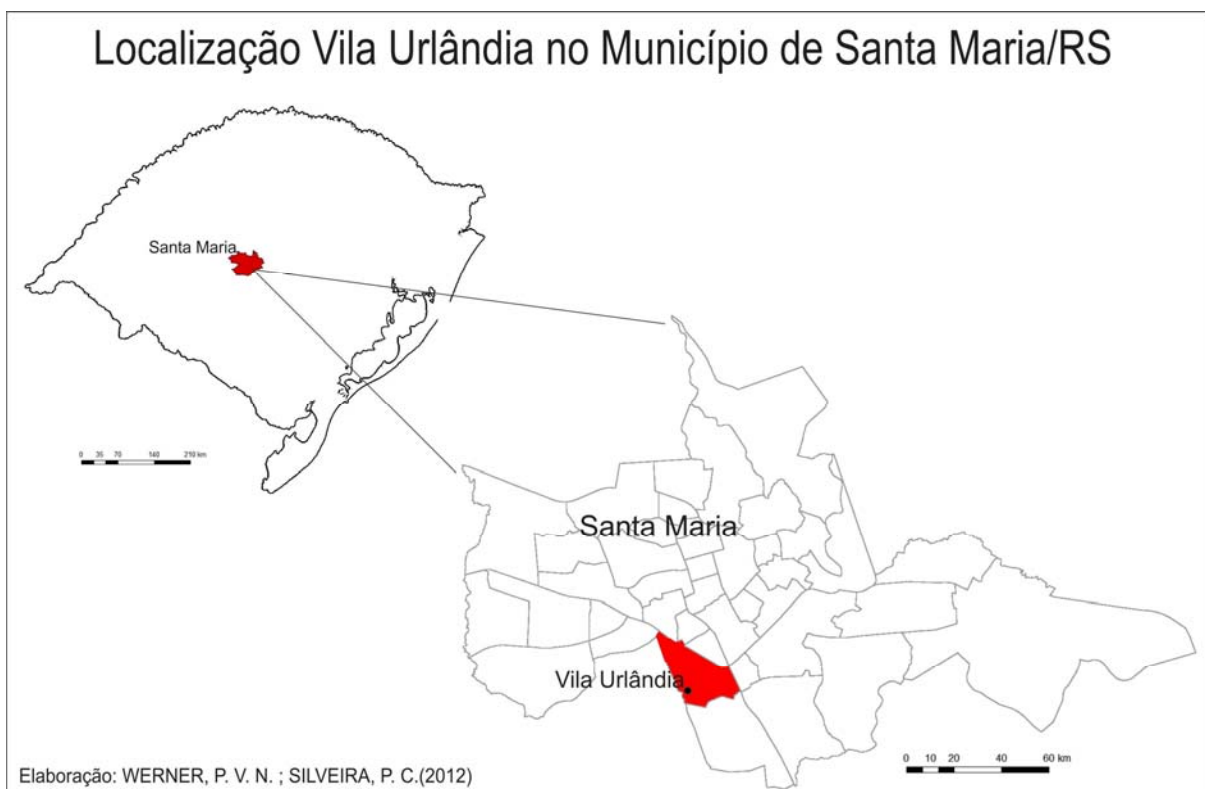 Localização Vila Urlândia no Município de Santa Maria/RS
Santa Maria
0 35 70 140 210 km
Santa Maria
Vila Urlândia
0 10 20 40 60 km
Elaboração: WERNER, P. V. N. ; SILVEIRA, P. C.(2012)